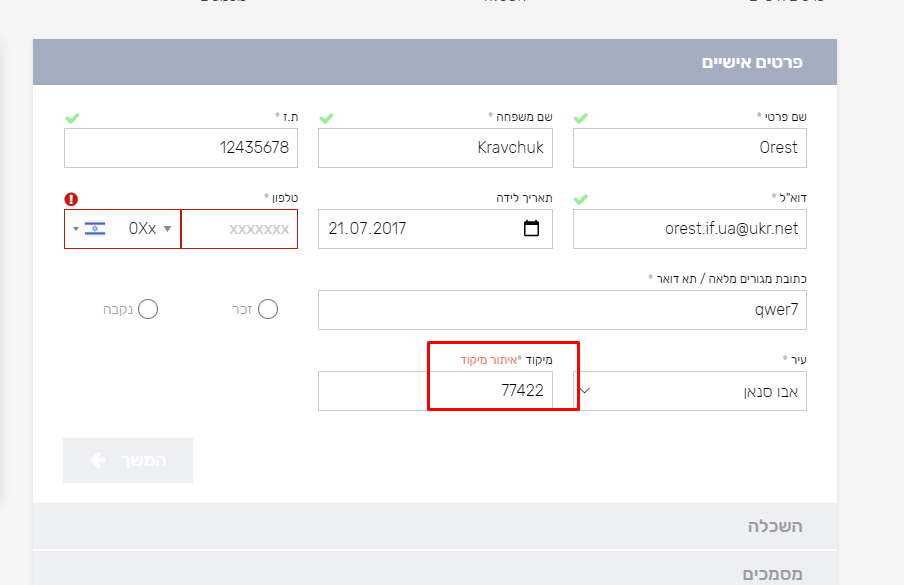 פרטים אישיים
שם פרטי *
שם משפחה *
ת.ז *
Orest
Kravchuk
12435678
דוא"ל *
תאריך לידה
טלפון *
orest.if.ua@ukr.net
21.07.2017
xxxxxxx
0Xx
כתובת מגורים מלאה / תא דואר *
qwer7
זכר
נקבה
עיר *
מיקוד *איתור מיקוד
אבו סנאן
77422
המשך
השכלה
מסמכים